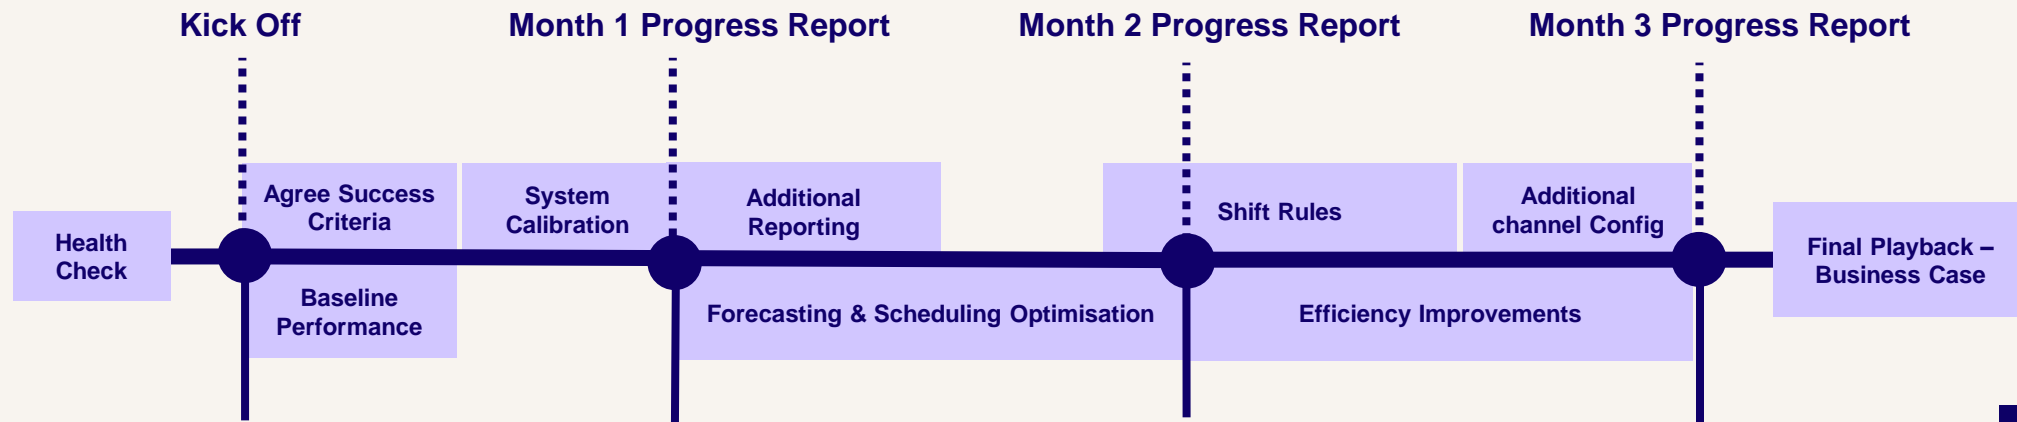 Kick Off
Month 1 Progress Report
Month 2 Progress Report
Month 3 Progress Report
Health
Check
Agree Success
Criteria
System
Calibration
Additional
Reporting
Shift Rules
Additional
channel Config
Final Playback –
Business Case
Baseline
Performance
Forecasting & Scheduling Optimisation
Efficiency Improvements